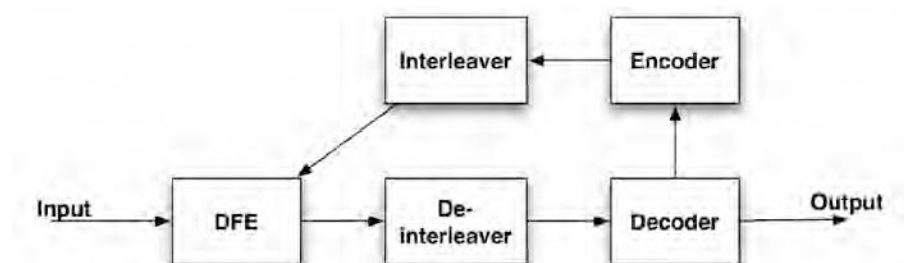 Interleaver
Encoder
Input
DFE
De-
interleaver
Decoder
Output